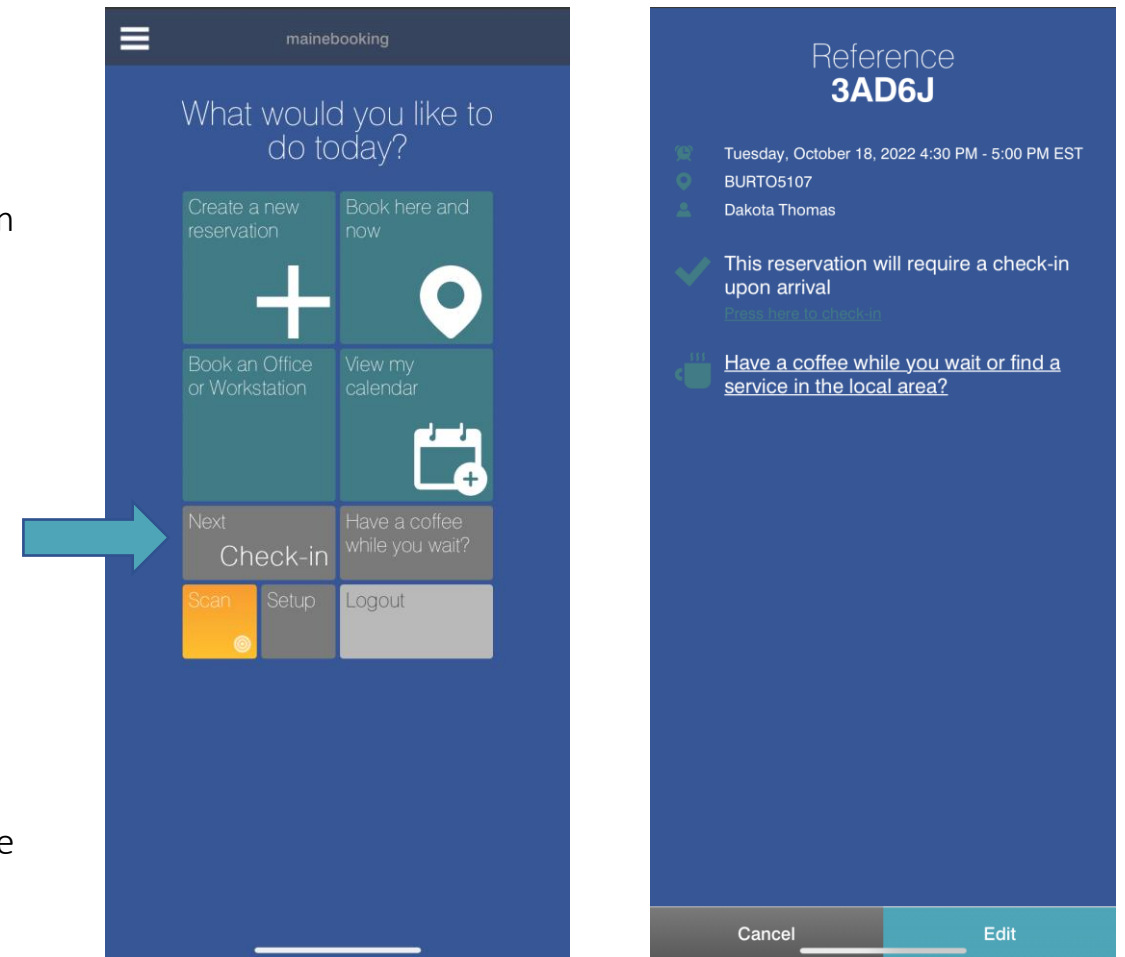 mainebooking
What would you like to
do today?
Create a new
reservation
Book here and
now
Book an Office
or Workstation
View my
calendar
Next
Check-in
Have a coffee
while you wait?
Scan
Setup
Logout
Reference
3AD6J
Tuesday, October 18, 2022 4:30 PM - 5:00 PM EST
BURTO5107
Dakota Thomas
This reservation will require a check-in
upon arrival
Press here to check-in
Have a coffee while you wait or find a
service in the local area?
Cancel
Edit